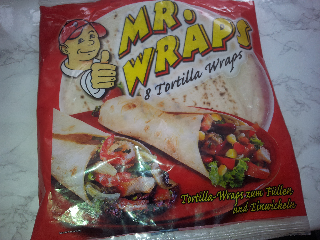 MR.
WRAPS
8 Tortilla Wraps
Tortilla-Wraps zum Füllen
und Einwickeln